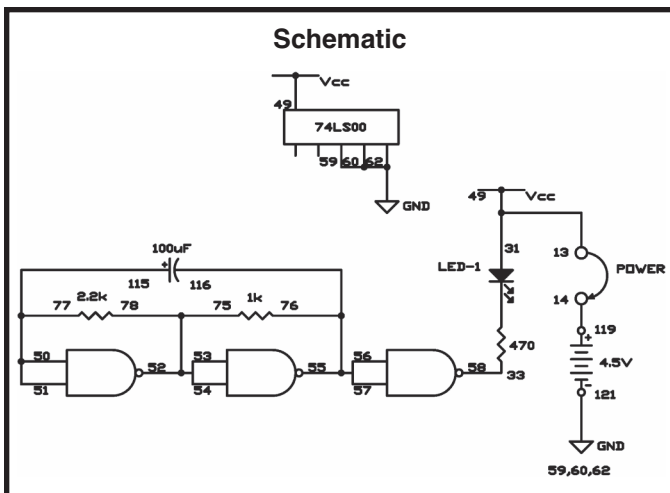 Schematic
Vcc
49
74LS00
59 60 62
GND
49 Vcc
100uF
+
31
13
115 116
LED-1
POWER
2.2k
1k
77 78 75 76
14
119
+
50 53 56
470
52 55 58
4.5V
51 54 57
33
-
121
GND
59,60,62